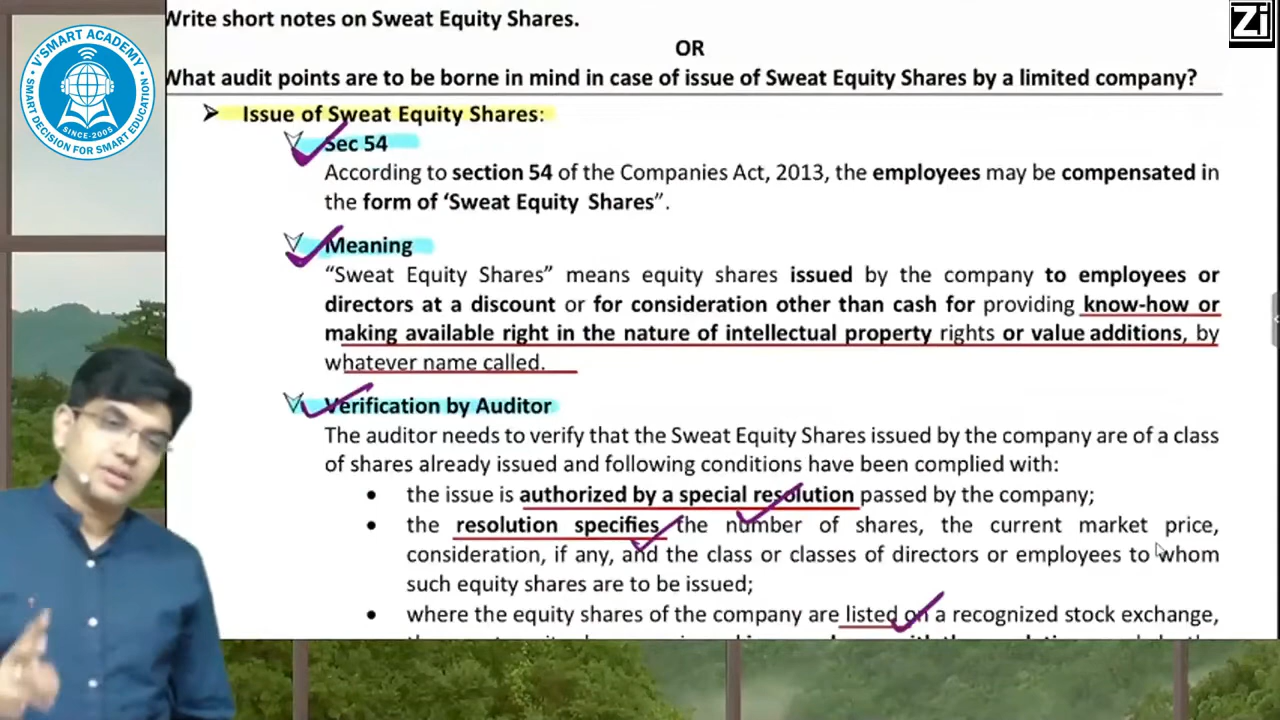 Write short notes on Sweat Equity Shares.
OR
What audit points are to be borne in mind in case of issue of Sweat Equity Shares by a limited company?
Issue of Sweat Equity Shares:
Sec 54
According to section 54 of the Companies Act, 2013, the employees may be compensated in
the form of ‘Sweat Equity Shares”.
Meaning
“Sweat Equity Shares” means equity shares issued by the company to employees or
directors at a discount or for consideration other than cash for providing know-how or
making available right in the nature of intellectual property rights or value additions, by
whatever name called.
Verification by Auditor
The auditor needs to verify that the Sweat Equity Shares issued by the company are of a class
of shares already issued and following conditions have been complied with:
• the issue is authorized by a special resolution passed by the company;
• the resolution specifies the number of shares, the current market price,
consideration, if any, and the class or classes of directors or employees to whom
such equity shares are to be issued;
• where the equity shares of the company are listed on a recognized stock exchange,
V'SMART ACADEMY
SINCE-2005
SMART DECISION FOR SMART EDUCATION
Zi